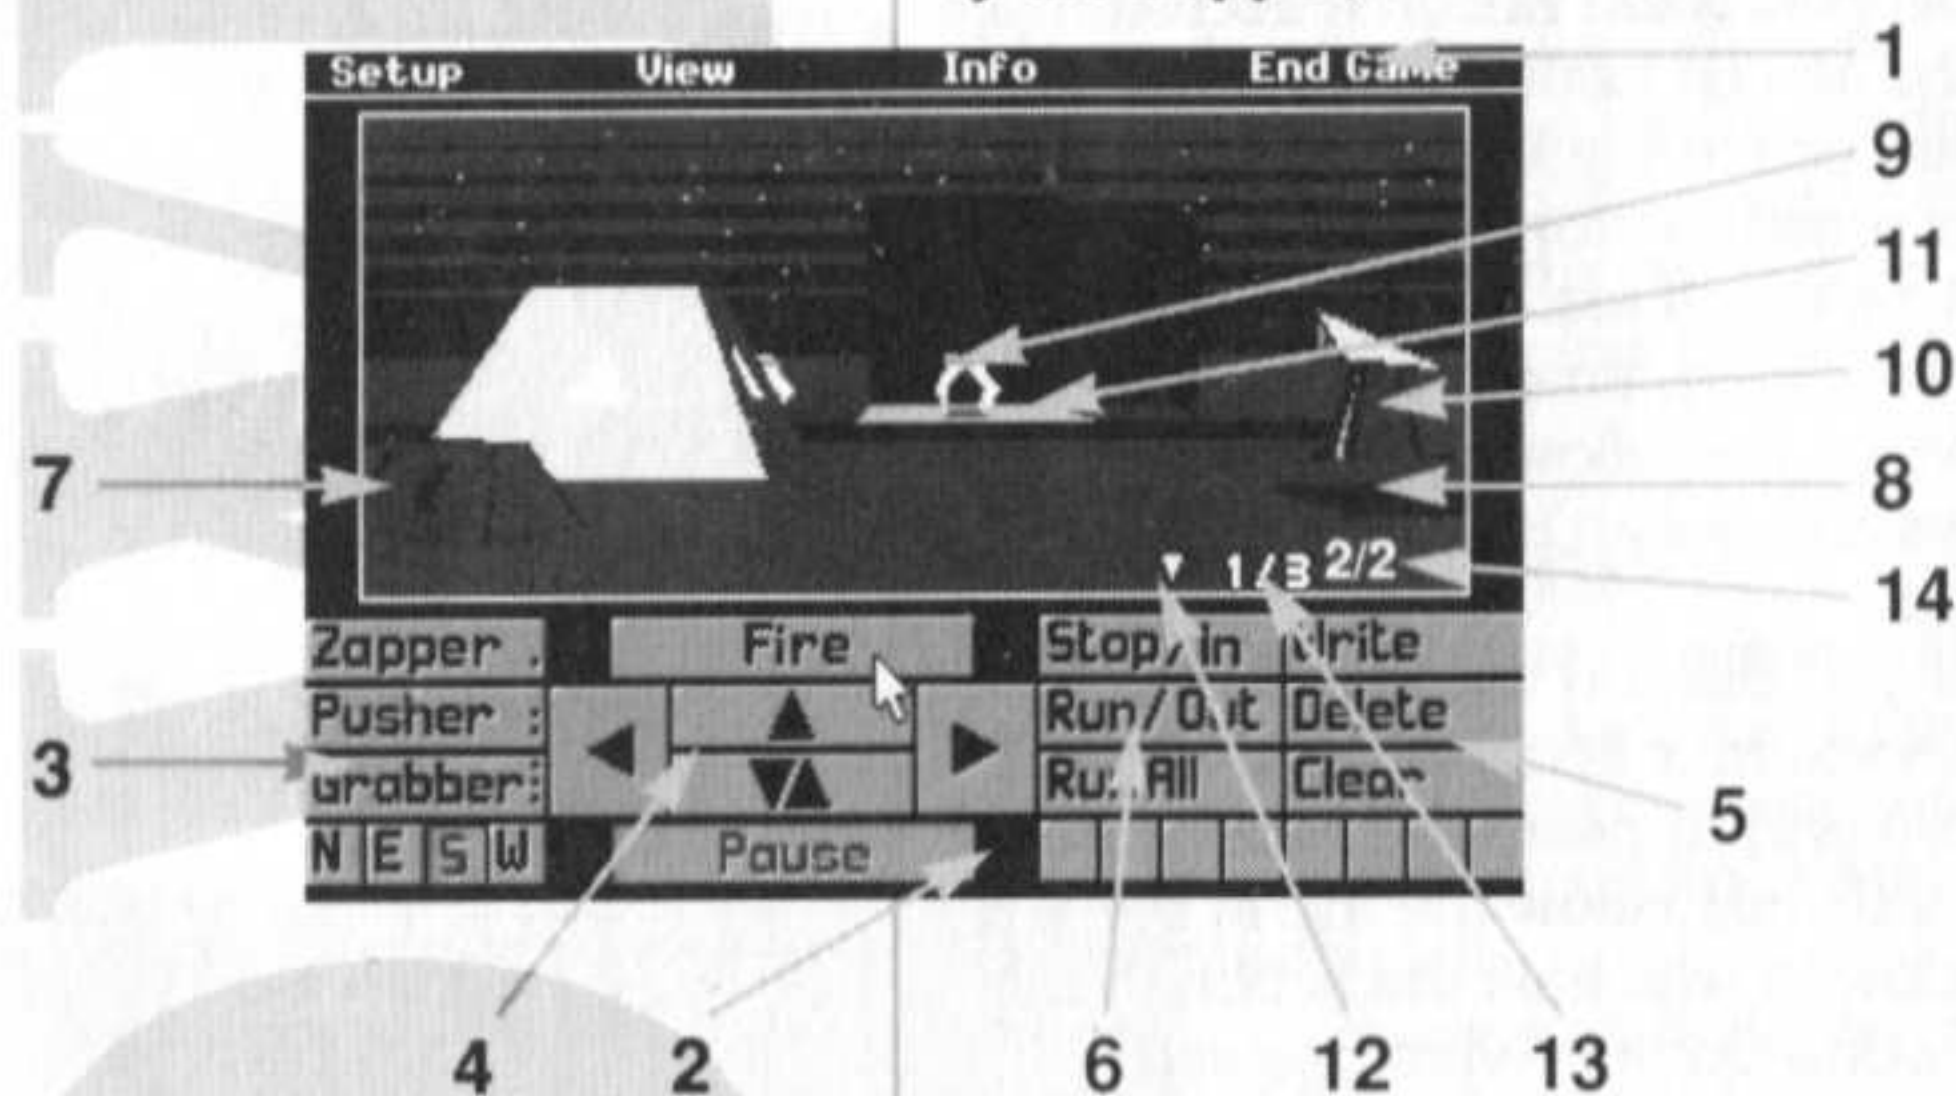 Setup View Info End Game
1
9
11
10
7
8
1/3 2/2
14
Zapper . Fire Stop/in Write
Pusher : Run/Out Delete
3
Grabber: Run All Clear
5
N E S W Pause
4 2 6 12 13